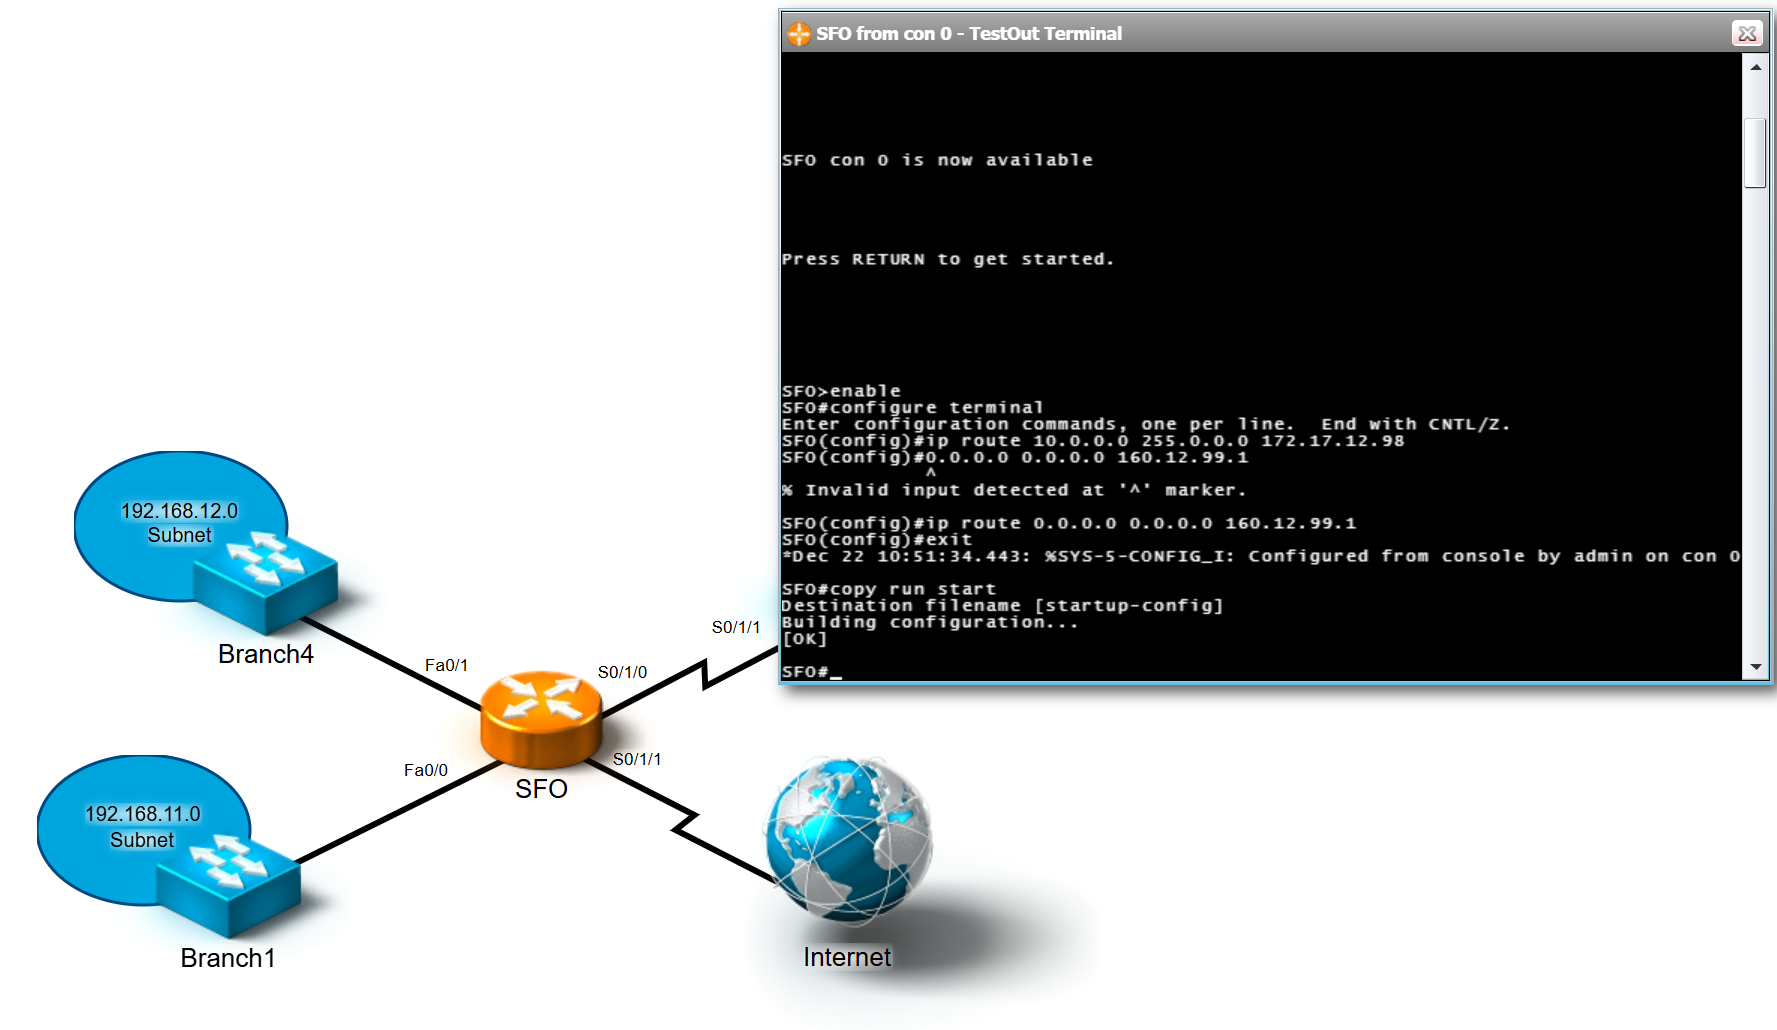 SFO from con 0 - TestOut Terminal
SFO con 0 is now available
Press RETURN to get started.
SFO>enable
SFO#configure terminal
Enter configuration commands, one per line.  End with CNTL/Z.
SFO(config)#ip route 10.0.0.0 255.0.0.0 172.17.12.98
SFO(config)#0.0.0.0 0.0.0.0 160.12.99.1
^
% Invalid input detected at '^' marker.
SFO(config)#ip route 0.0.0.0 0.0.0.0 160.12.99.1
SFO(config)#exit
*Dec 22 10:51:34.443: %SYS-5-CONFIG_I: Configured from console by admin on con 0
SFO#copy run start
Destination filename [startup-config]
Building configuration...
[OK]
SFO#_
192.168.12.0
Subnet
Branch4
Fa0/1
S0/1/0
S0/1/1
SFO
Fa0/0
S0/1/1
192.168.11.0
Subnet
Branch1
Internet